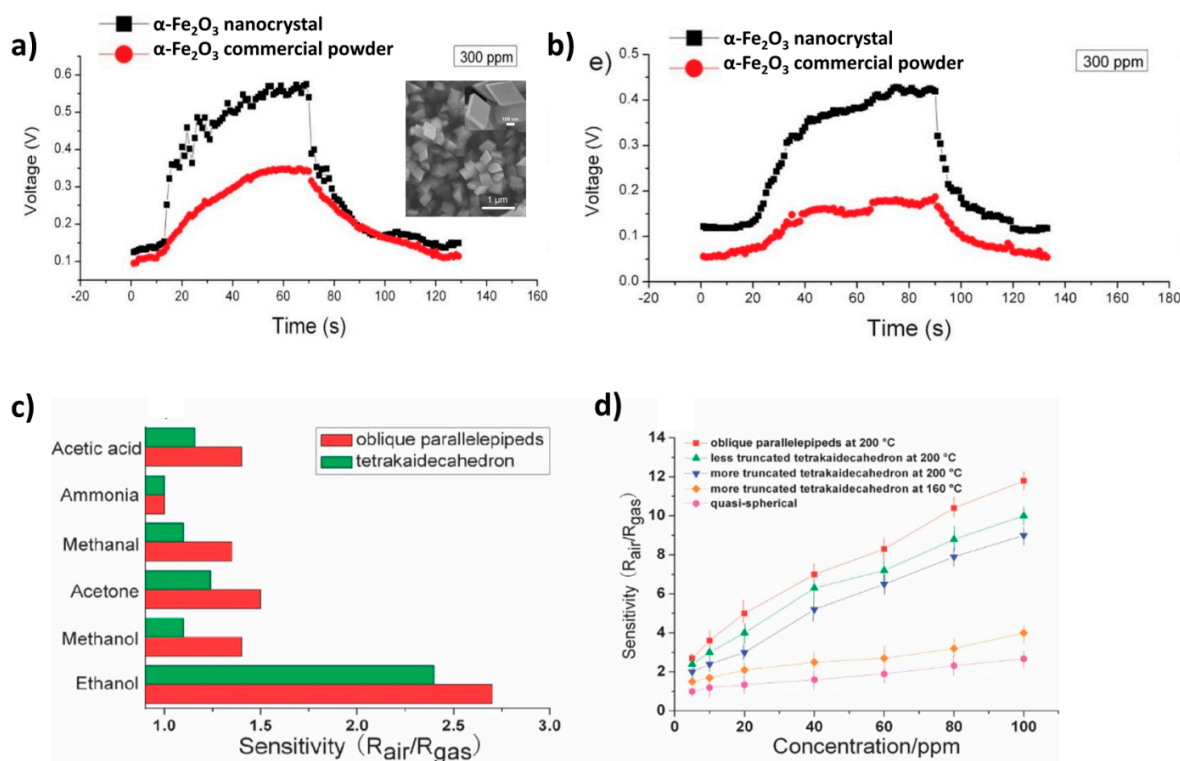 a)
α-Fe₂O₃ nanocrystal
α-Fe₂O₃ commercial powder
300 ppm
Voltage (V)
0.6
0.5
0.4
0.3
0.2
0.1
100 nm
1 μm
-20 0 20 40 60 80 100 120 140 160
Time (s)
b)
e)
α-Fe₂O₃ nanocrystal
α-Fe₂O₃ commercial powder
300 ppm
Voltage (V)
0.5
0.4
0.3
0.2
0.1
0.0
-20 0 20 40 60 80 100 120 140 160 180
Time (s)
c)
oblique parallelepipeds
tetrakaidecahedron
Acetic acid
Ammonia
Methanal
Acetone
Methanol
Ethanol
1.0 1.5 2.0 2.5 3.0
Sensitivity (Rair/Rgas)
d)
oblique parallelepipeds at 200 °C
less truncated tetrakaidecahedron at 200 °C
more truncated tetrakaidecahedron at 200 °C
more truncated tetrakaidecahedron at 160 °C
quasi-spherical
Sensitivity (Rair/Rgas)
14
12
10
8
6
4
2
0
0 20 40 60 80 100
Concentration/ppm